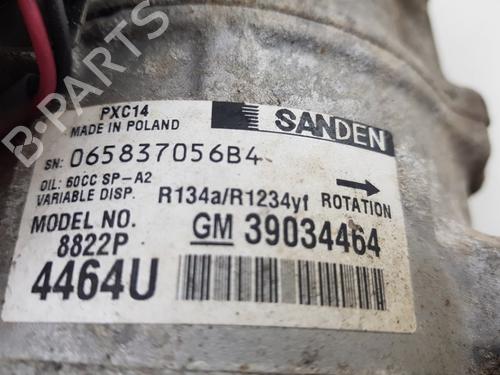 PXC14
MADE IN POLAND
SANDEN
SN: 065837056B4
OIL: 60CC SP-A2
VARIABLE DISP. R134a/R1234yf ROTATION
MODEL NO.
8822P
GM 39034464
4464U
B-PARTS